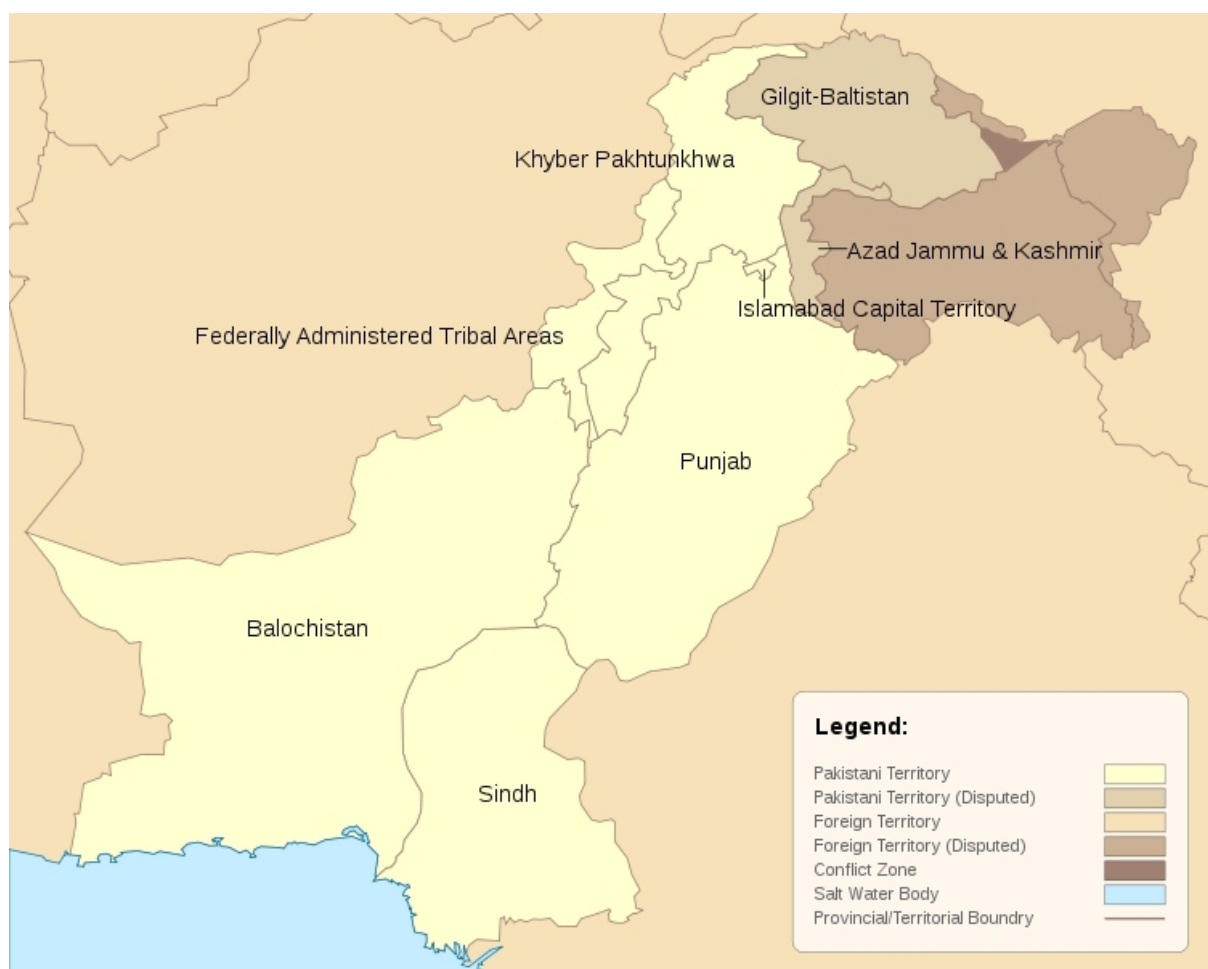 Gilgit-Baltistan
Khyber Pakhtunkhwa
Azad Jammu & Kashmir
Islamabad Capital Territory
Federally Administered Tribal Areas
Punjab
Balochistan
Sindh
Legend:
Pakistani Territory
Pakistani Territory (Disputed)
Foreign Territory
Foreign Territory (Disputed)
Conflict Zone
Salt Water Body
Provincial/Territorial Boundry